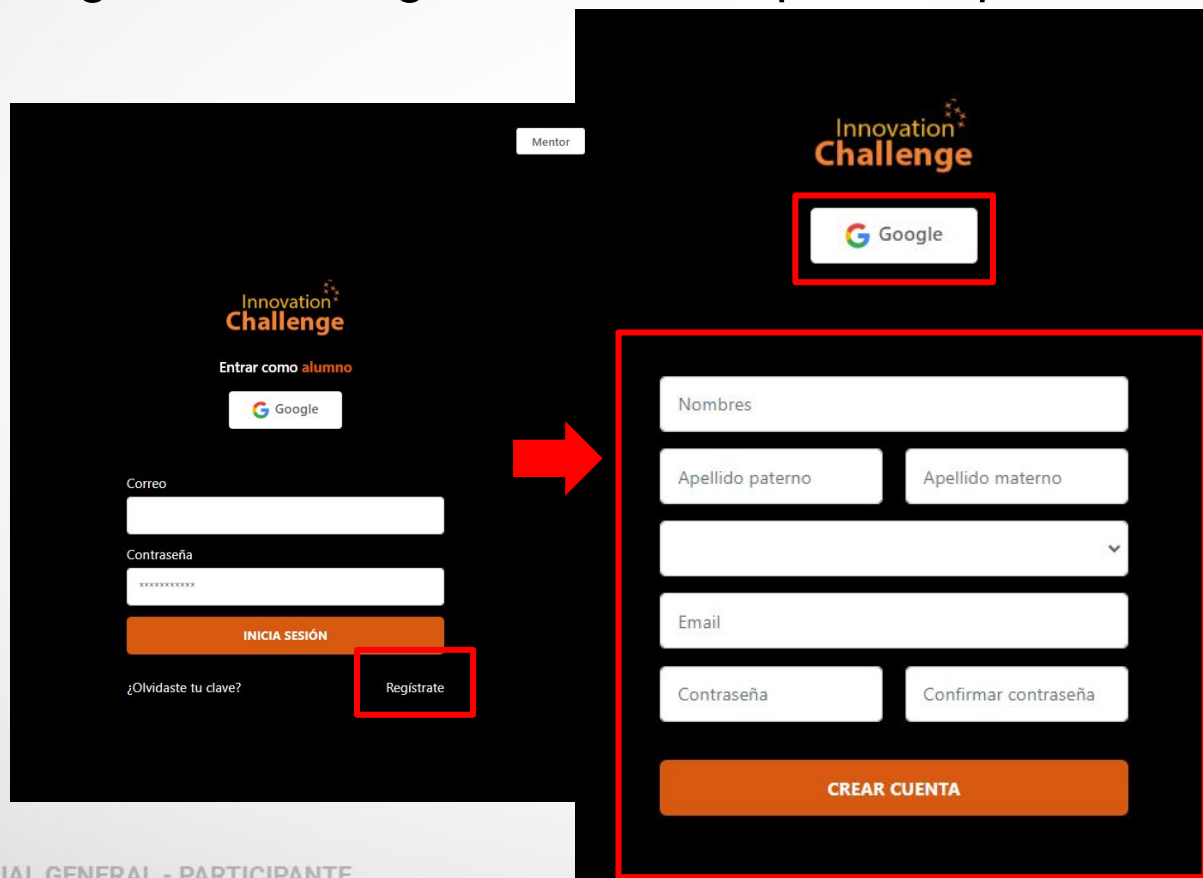 Mentor
Innovation
Challenge
Entrar como alumno
Google
Correo
Contraseña
***********
INICIA SESIÓN
¿Olvidaste tu clave?
Regístrate
Innovation
Challenge
Google
Nombres
Apellido paterno
Apellido materno
Email
Contraseña
Confirmar contraseña
CREAR CUENTA
GENERAL - PARTICIPANTE